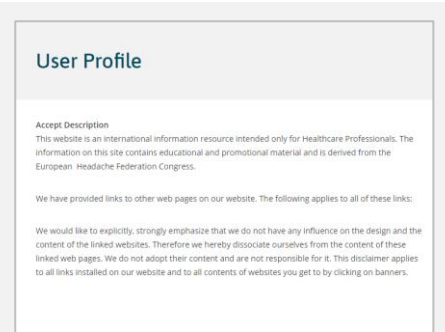 User Profile
Accept Description
This website is an international information resource intended only for Healthcare Professionals. The
information on this site contains educational and promotional material and is derived from the
European  Headache Federation Congress.
We have provided links to other web pages on our website. The following applies to all of these links:
We would like to explicitly, strongly emphasize that we do not have any influence on the design and the
content of the linked websites. Therefore we hereby dissociate ourselves from the content of these
linked web pages. We do not adopt their content and are not responsible for it. This disclaimer applies
to all links installed on our website and to all contents of websites you get to by clicking on banners.